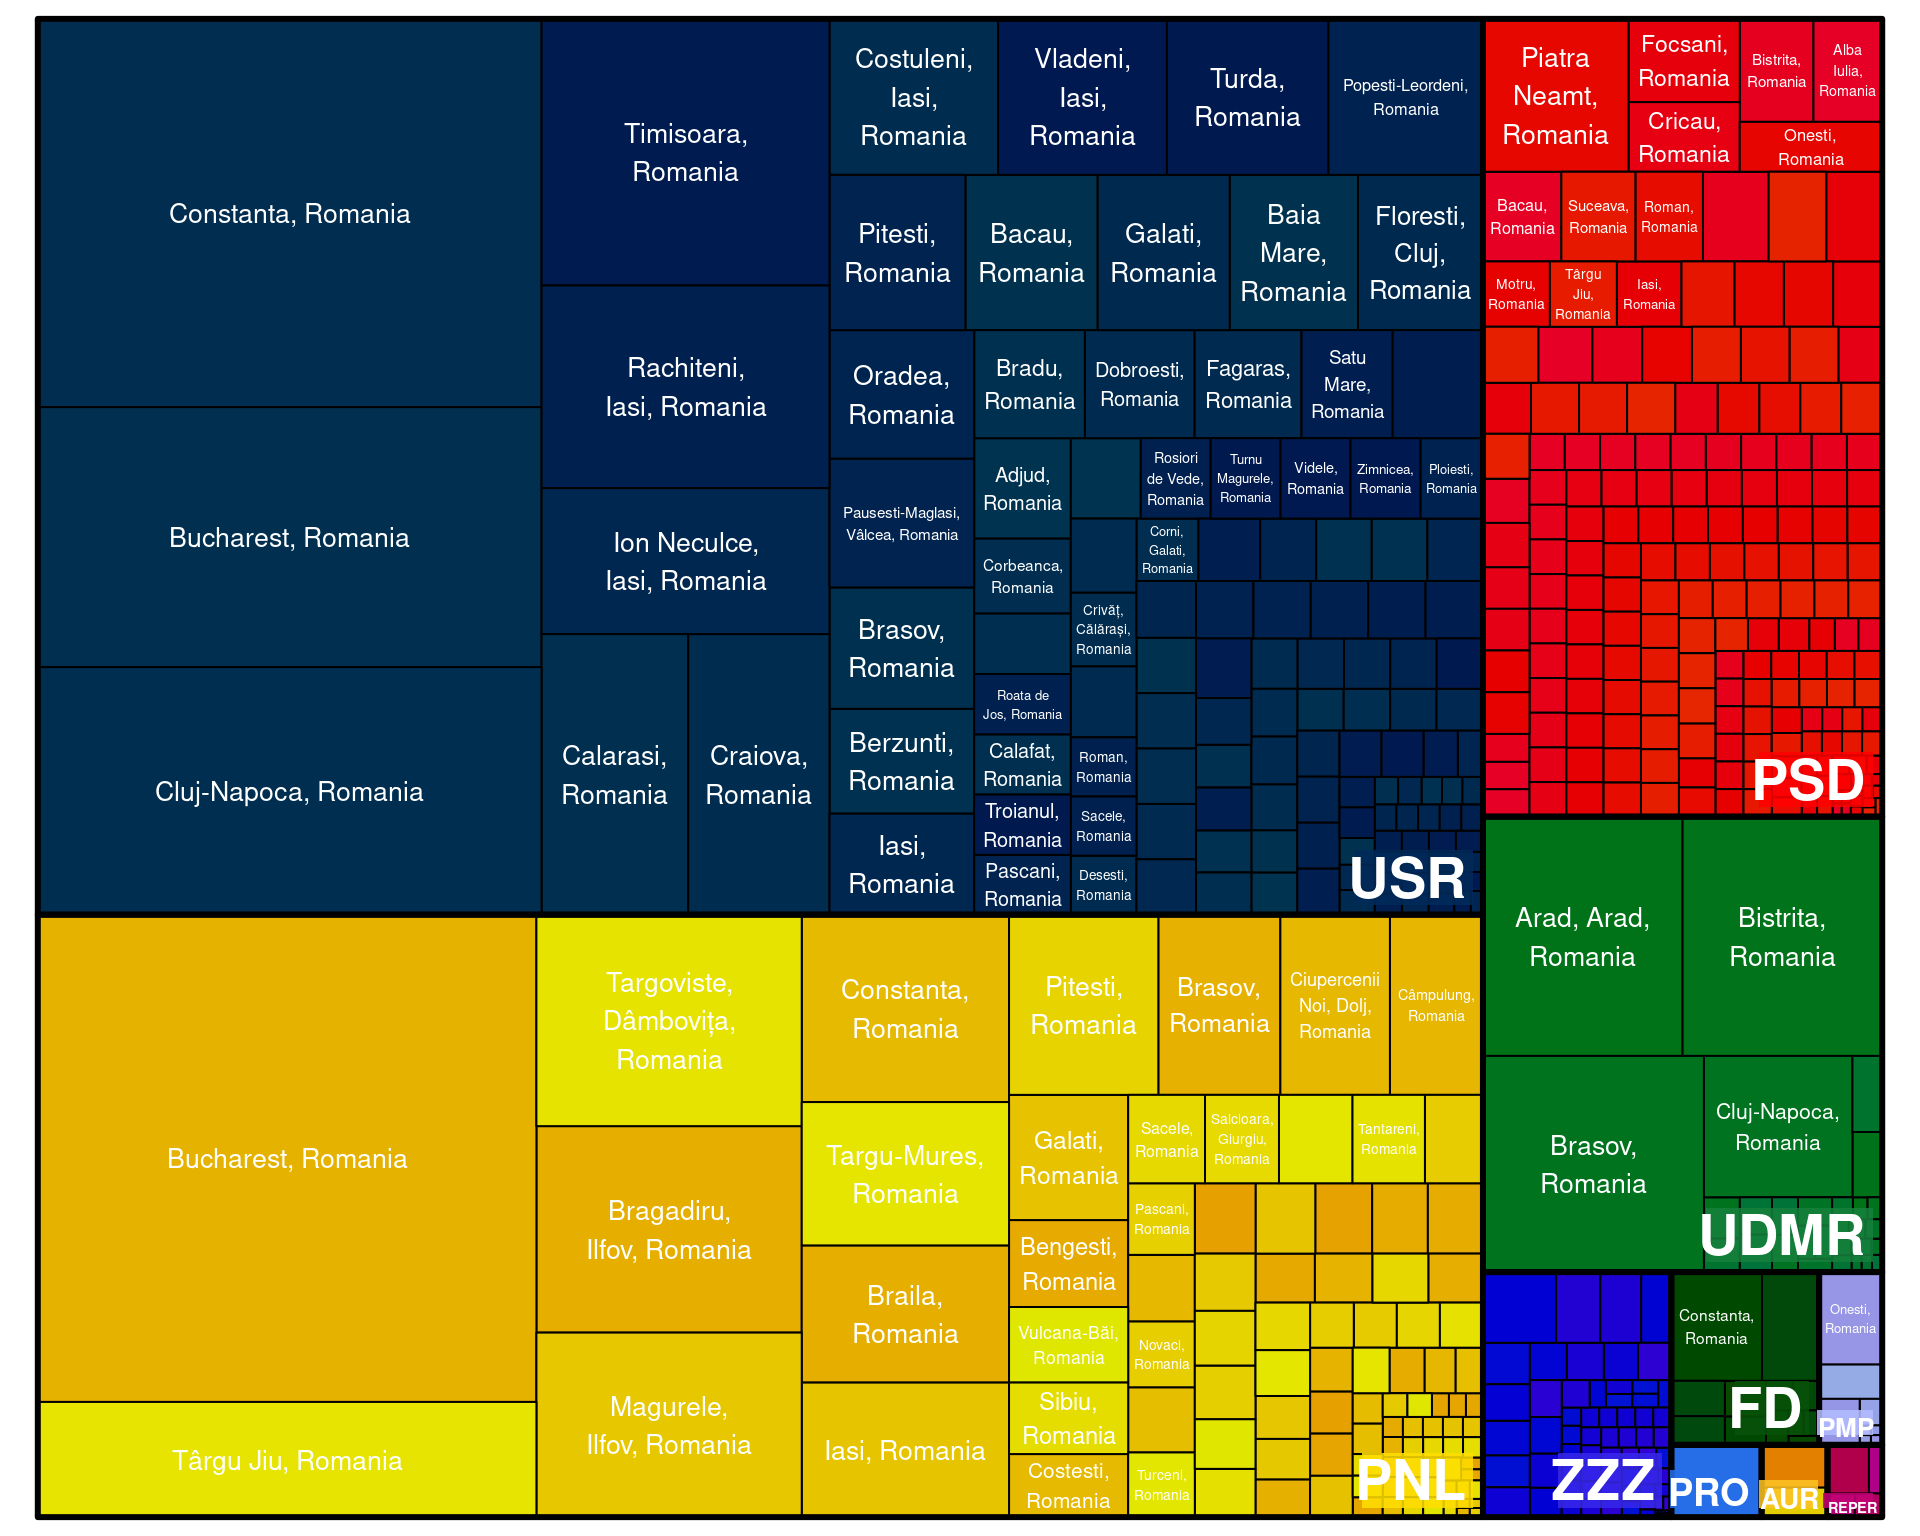 Constanta, Romania
Bucharest, Romania
Cluj-Napoca, Romania
Timisoara,
Romania
Rachiteni,
Iasi, Romania
Ion Neculce,
Iasi, Romania
Calarasi,
Romania
Craiova,
Romania
Costuleni,
Iasi,
Romania
Vladeni,
Iasi,
Romania
Turda,
Romania
Popesti-Leordeni,
Romania
Pitesti,
Romania
Bacau,
Romania
Galati,
Romania
Baia
Mare,
Romania
Floresti,
Cluj,
Romania
Oradea,
Romania
Pausesti-Maglasi,
Vâlcea, Romania
Brasov,
Romania
Berzunti,
Romania
Iasi,
Romania
Bradu,
Romania
Dobroesti,
Romania
Fagaras,
Romania
Satu
Mare,
Romania
Adjud,
Romania
Corbeanca,
Romania
Roata de
Jos, Romania
Calafat,
Romania
Troianul,
Romania
Pascani,
Romania
Rosiori
de Vede,
Romania
Turnu
Magurele,
Romania
Videle,
Romania
Zimnicea,
Romania
Ploiesti,
Romania
Corni,
Galati,
Romania
Crivăț,
Călărași,
Romania
Roman,
Romania
Sacele,
Romania
Desesti,
Romania
USR
Piatra
Neamt,
Romania
Focsani,
Romania
Cricau,
Romania
Bistrita,
Romania
Alba
Iulia,
Romania
Onesti,
Romania
Bacau,
Romania
Suceava,
Romania
Roman,
Romania
Motru,
Romania
Târgu
Jiu,
Romania
Iasi,
Romania
PSD
Bucharest, Romania
Târgu Jiu, Romania
Targoviste,
Dâmbovița,
Romania
Bragadiru,
Ilfov, Romania
Magurele,
Ilfov, Romania
Constanta,
Romania
Targu-Mures,
Romania
Braila,
Romania
Iasi, Romania
Pitesti,
Romania
Brasov,
Romania
Ciupercenii
Noi, Dolj,
Romania
Câmpulung,
Romania
Galati,
Romania
Bengesti,
Romania
Vulcana-Băi,
Romania
Sibiu,
Romania
Costesti,
Romania
Sacele,
Romania
Salcioara,
Giurgiu,
Romania
Tantareni,
Romania
Pascani,
Romania
Novaci,
Romania
Turceni,
Romania
PNL
Arad, Arad,
Romania
Bistrita,
Romania
Brasov,
Romania
Cluj-Napoca,
Romania
UDMR
ZZZ
Constanta,
Romania
FD
Onesti,
Romania
PMP
PRO
AUR
REPER